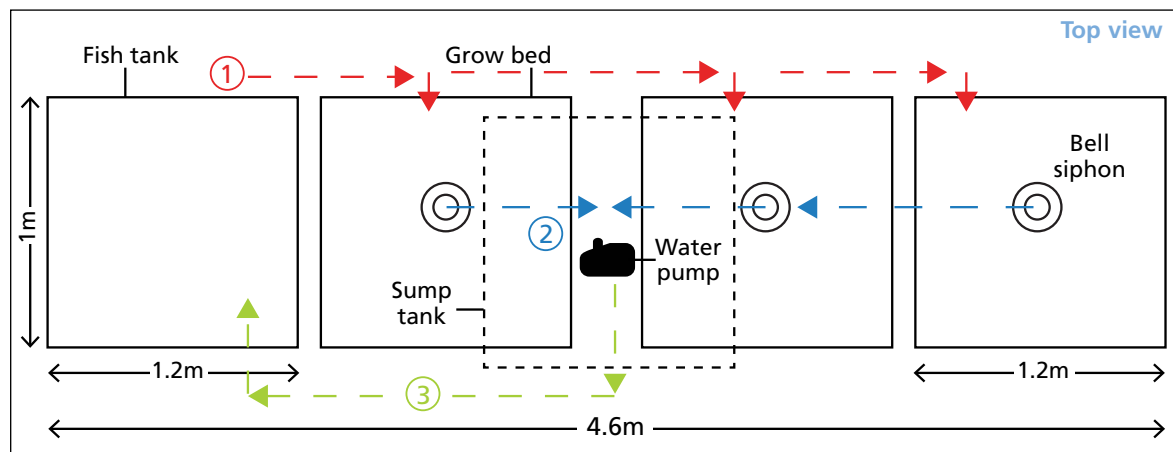 Top view
Fish tank
Grow bed
1
Bell
siphon
1m
2
Water
pump
Sump
tank
1.2m
3
1.2m
4.6m